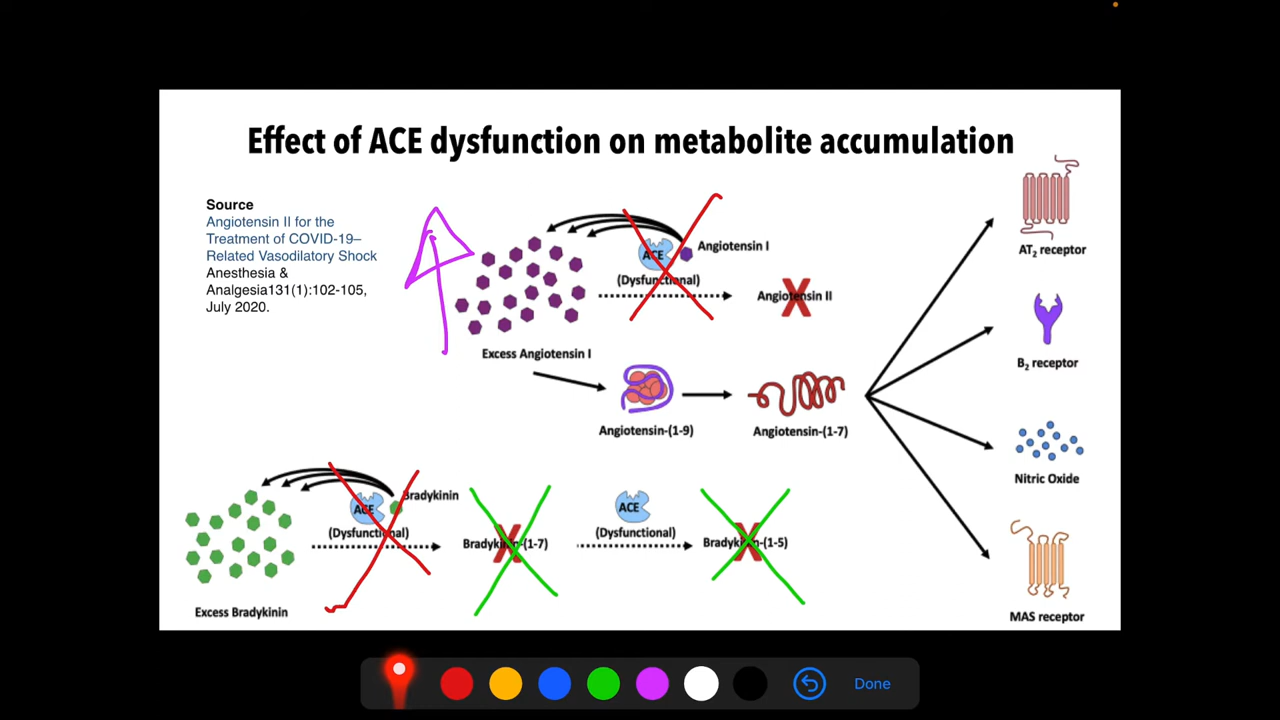 Effect of ACE dysfunction on metabolite accumulation
Source
Angiotensin II for the
Treatment of COVID-19–
Related Vasodilatory Shock
Anesthesia &
Analgesia131(1):102-105,
July 2020.
ACE
Angiotensin I
(Dysfunctional)
Angiotensin II
Excess Angiotensin I
Angiotensin-(1-9)
Angiotensin-(1-7)
AT2 receptor
B2 receptor
Nitric Oxide
MAS receptor
Bradykinin
ACE
(Dysfunctional)
Bradykinin-(1-7)
ACE
(Dysfunctional)
Bradykinin-(1-5)
Excess Bradykinin
Done